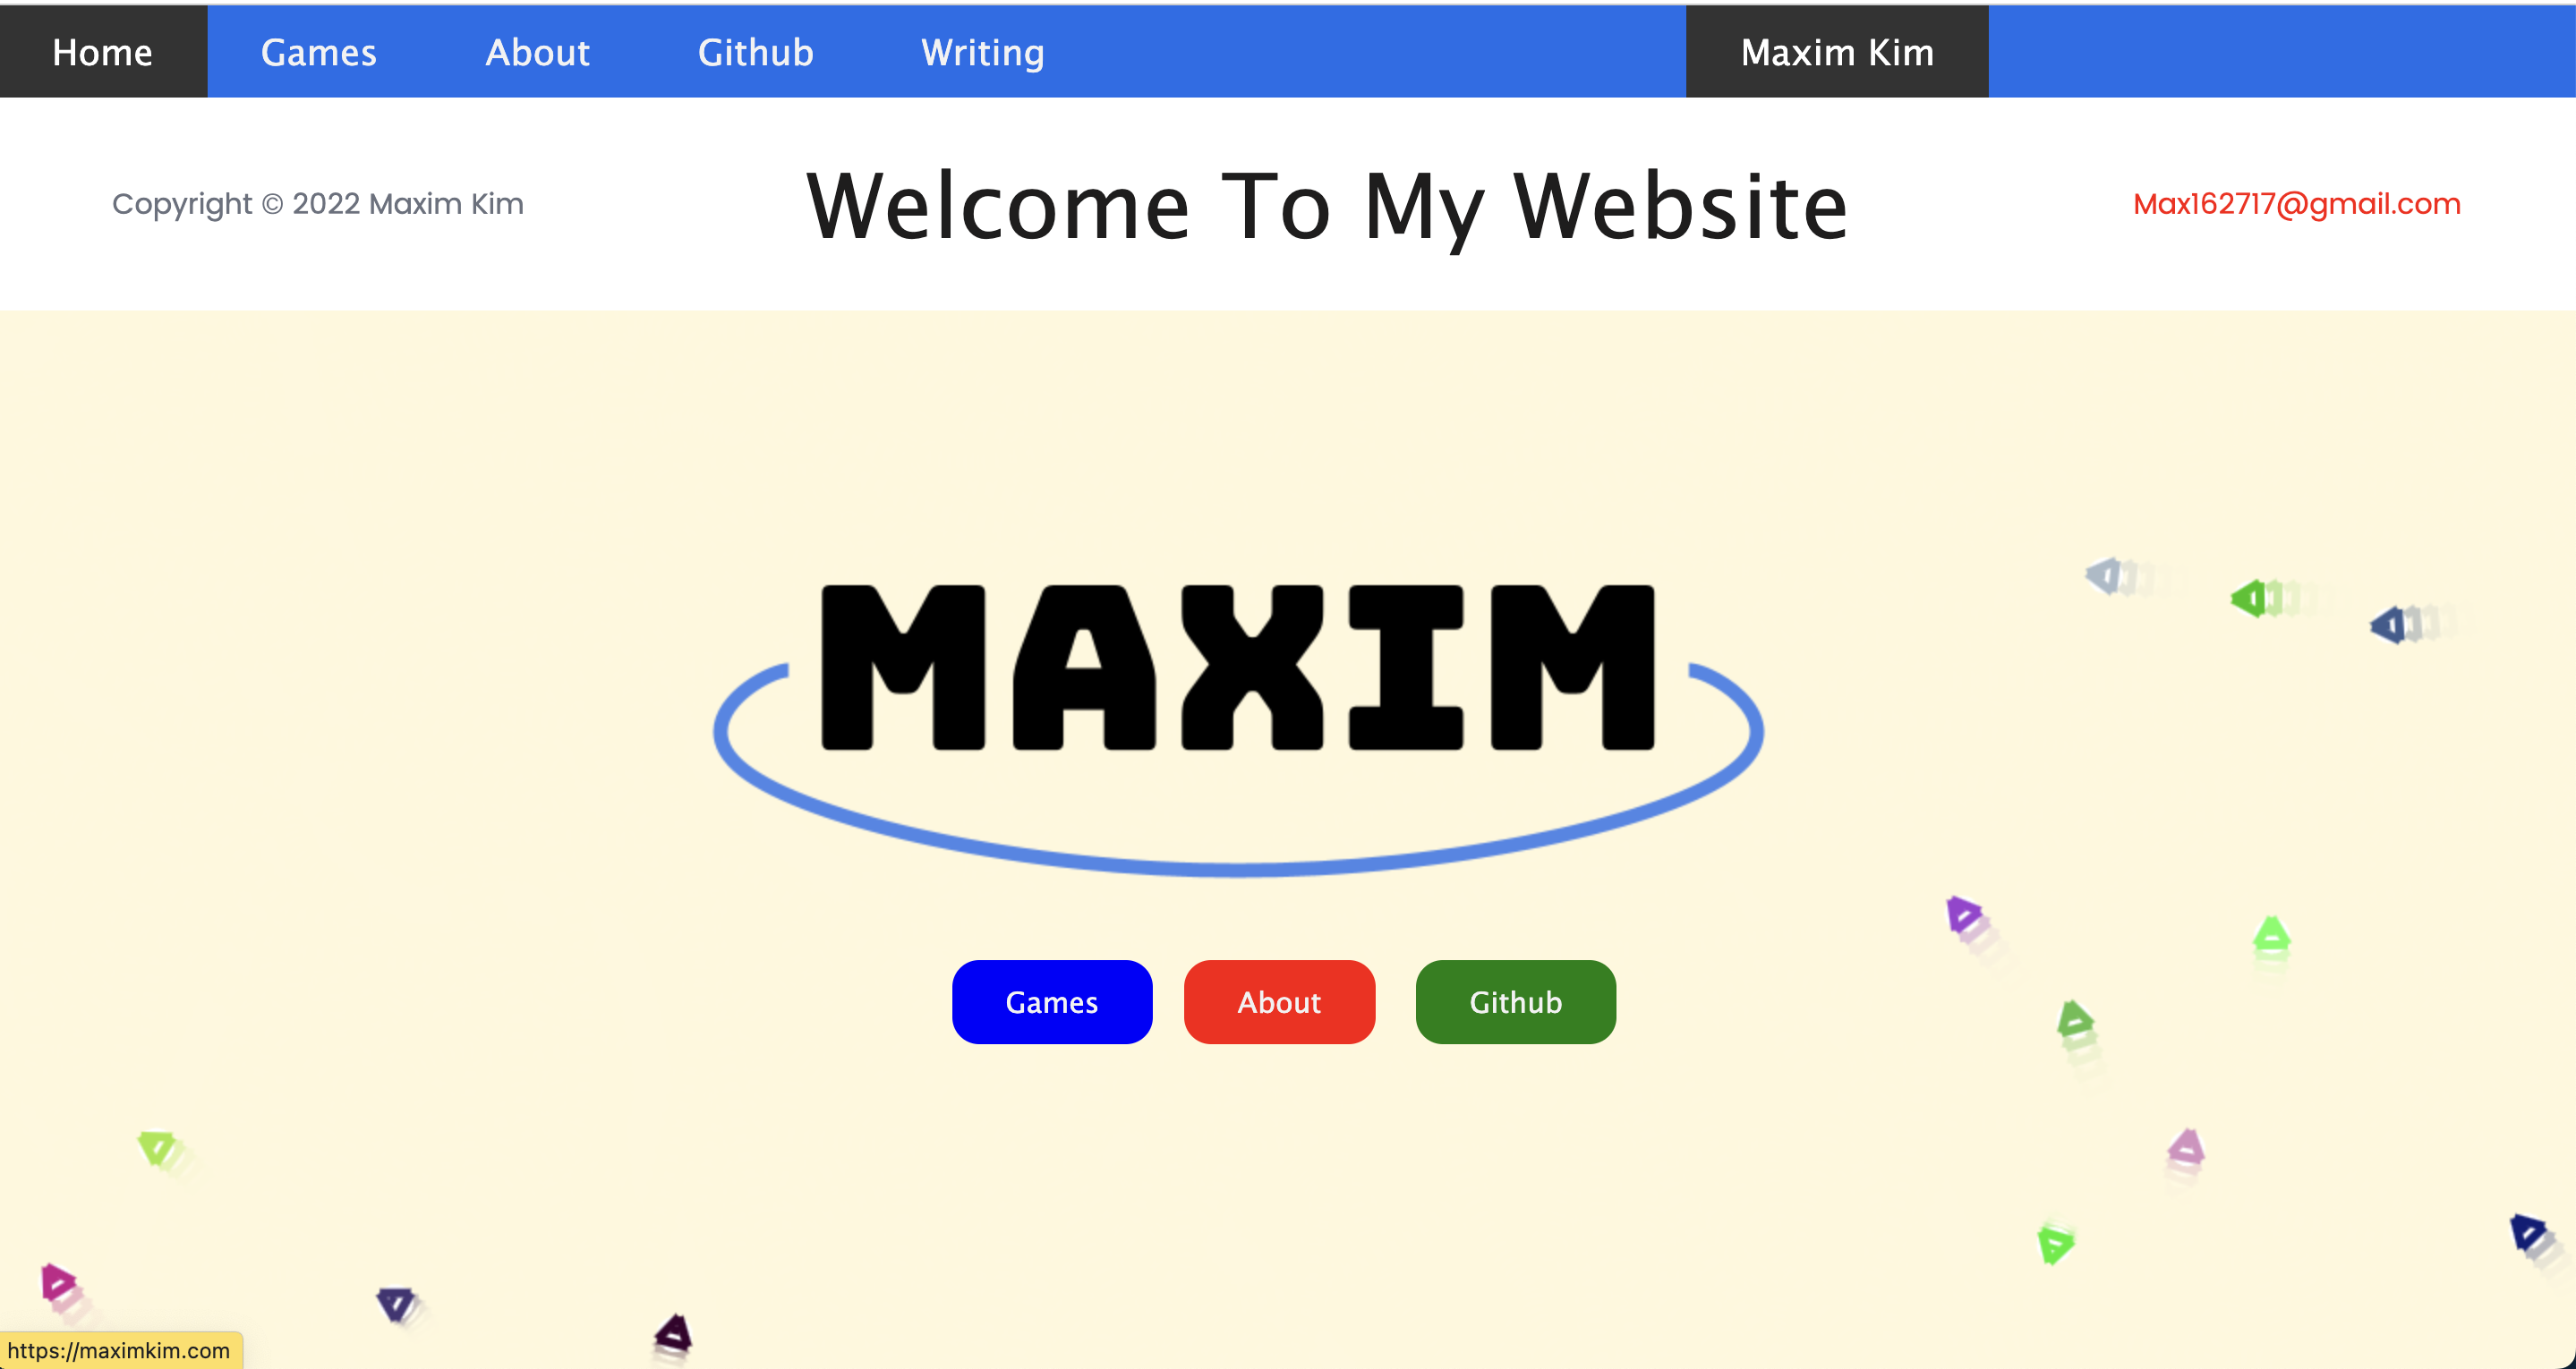 Home Games About Github Writing Maxim Kim
Copyright © 2022 Maxim Kim
Welcome To My Website
Max162717@gmail.com
MAXIM
Games About Github
https://maximkim.com